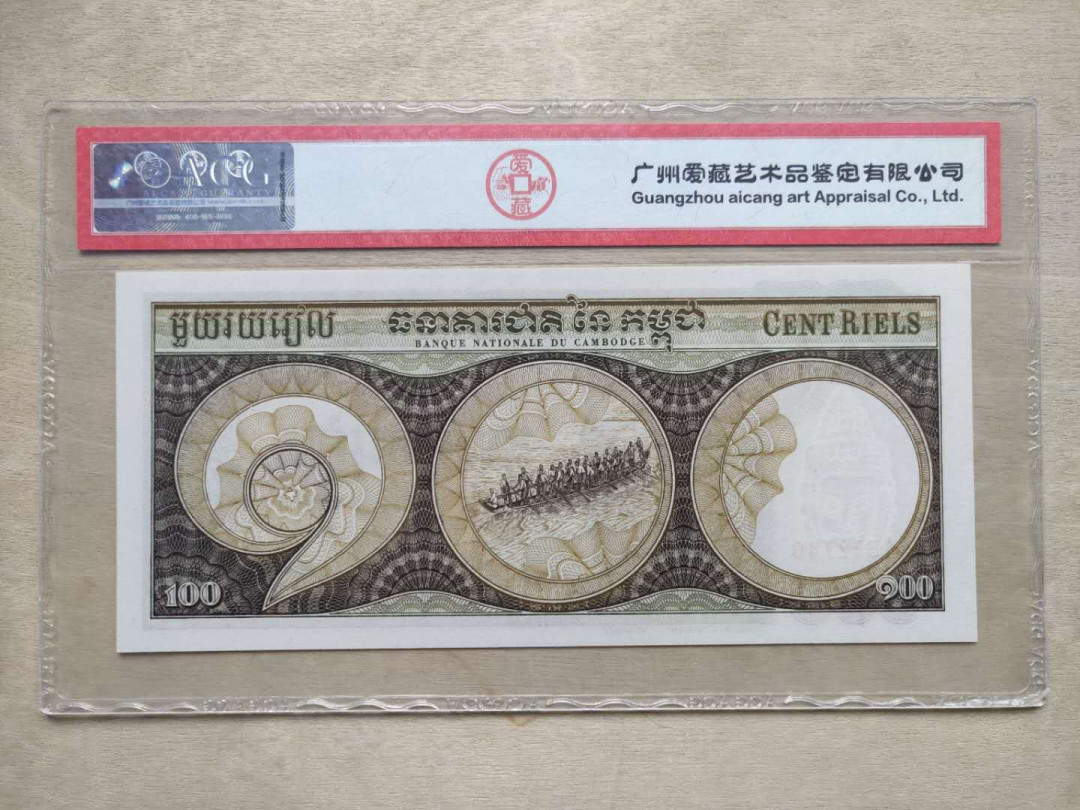 广州爱藏艺术品鉴定有限公司
Guangzhou aicang art Appraisal Co., Ltd.
爱
藏
មួយរយរៀល
ធនាគារជាតិ នៃ កម្ពុជា
CENT RIELS
BANQUE NATIONALE DU CAMBODGE
100
១០០